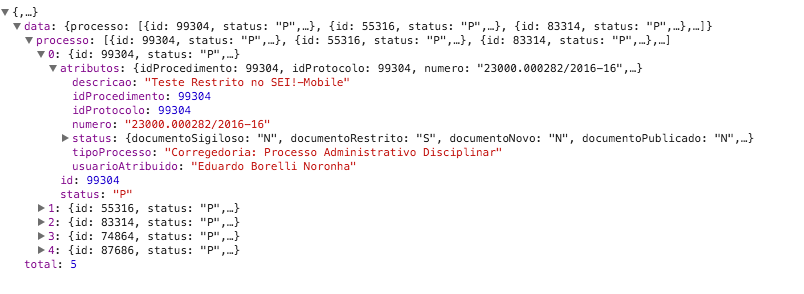 ▼{,…}
▼data: {processo: [{id: 99304, status: "P",…}, {id: 55316, status: "P",…}, {id: 83314, status: "P",…},…]}
▼processo: [{id: 99304, status: "P",…}, {id: 55316, status: "P",…}, {id: 83314, status: "P",…},…]
▼0: {id: 99304, status: "P",…}
▼atributos: {idProcedimento: 99304, idProtocolo: 99304, numero: "23000.000282/2016-16",…}
descricao: "Teste Restrito no SEI!-Mobile"
idProcedimento: 99304
idProtocolo: 99304
numero: "23000.000282/2016-16"
▶status: {documentoSigiloso: "N", documentoRestrito: "S", documentoNovo: "N", documentoPublicado: "N",…}
tipoProcesso: "Corregedoria: Processo Administrativo Disciplinar"
usuarioAtribuido: "Eduardo Borelli Noronha"
id: 99304
status: "P"
▶1: {id: 55316, status: "P",…}
▶2: {id: 83314, status: "P",…}
▶3: {id: 74864, status: "P",…}
▶4: {id: 87686, status: "P",…}
total: 5